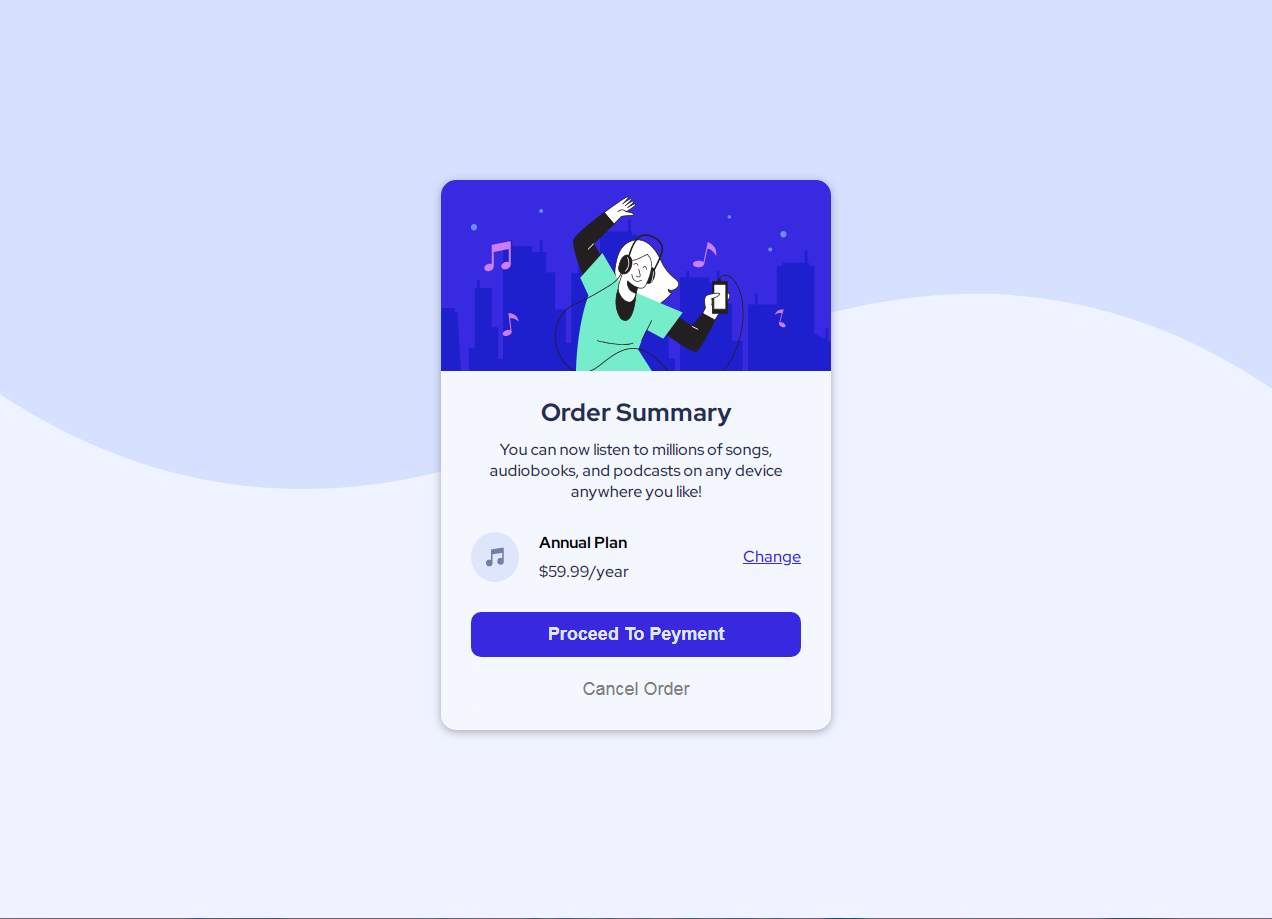 Order Summary
You can now listen to millions of songs,
audiobooks, and podcasts on any device
anywhere you like!
Annual Plan
$59.99/year
Change
Proceed To Peyment
Cancel Order